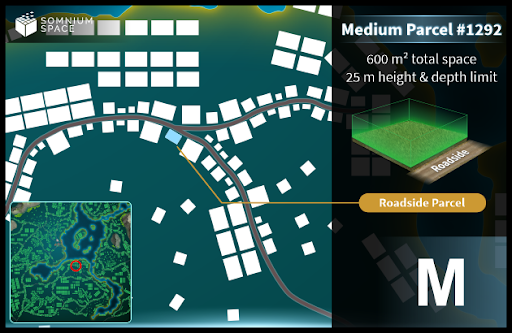 SOMNIUM
SPACE
Medium Parcel #1292
600 m² total space
25 m height & depth limit
Roadside
Roadside Parcel
M